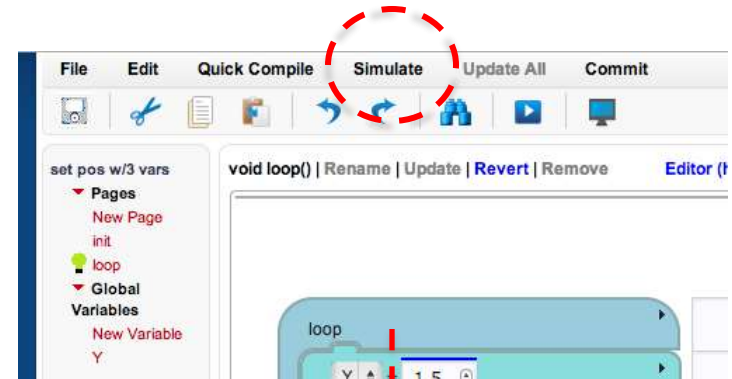 File Edit Quick Compile Simulate Update All Commit
set pos w/3 vars
Pages
New Page
init
loop
Global
Variables
New Variable
Y
void loop() | Rename | Update | Revert | Remove Editor (h
loop
Y 1.5